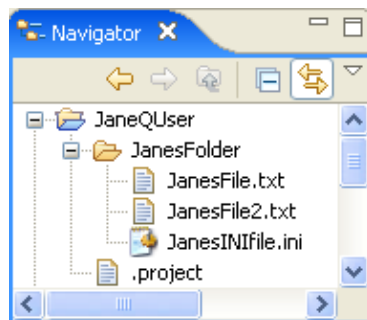 Navigator
JaneQUser
JanesFolder
JanesFile.txt
JanesFile2.txt
JanesINIfile.ini
.project